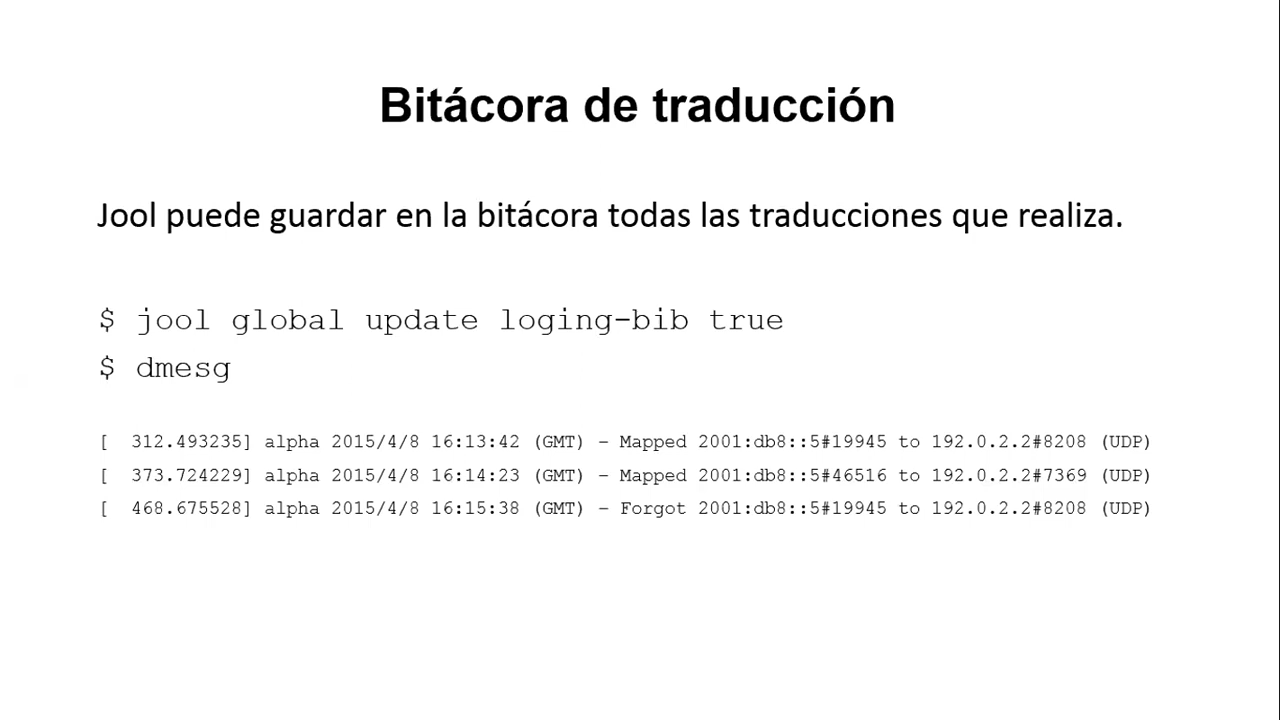 Bitácora de traducción
Jool puede guardar en la bitácora todas las traducciones que realiza.
$ jool global update loging-bib true
$ dmesg
[  312.493235] alpha 2015/4/8 16:13:42 (GMT) – Mapped 2001:db8::5#19945 to 192.0.2.2#8208 (UDP)
[  373.724229] alpha 2015/4/8 16:14:23 (GMT) – Mapped 2001:db8::5#46516 to 192.0.2.2#7369 (UDP)
[  468.675528] alpha 2015/4/8 16:15:38 (GMT) – Forgot 2001:db8::5#19945 to 192.0.2.2#8208 (UDP)